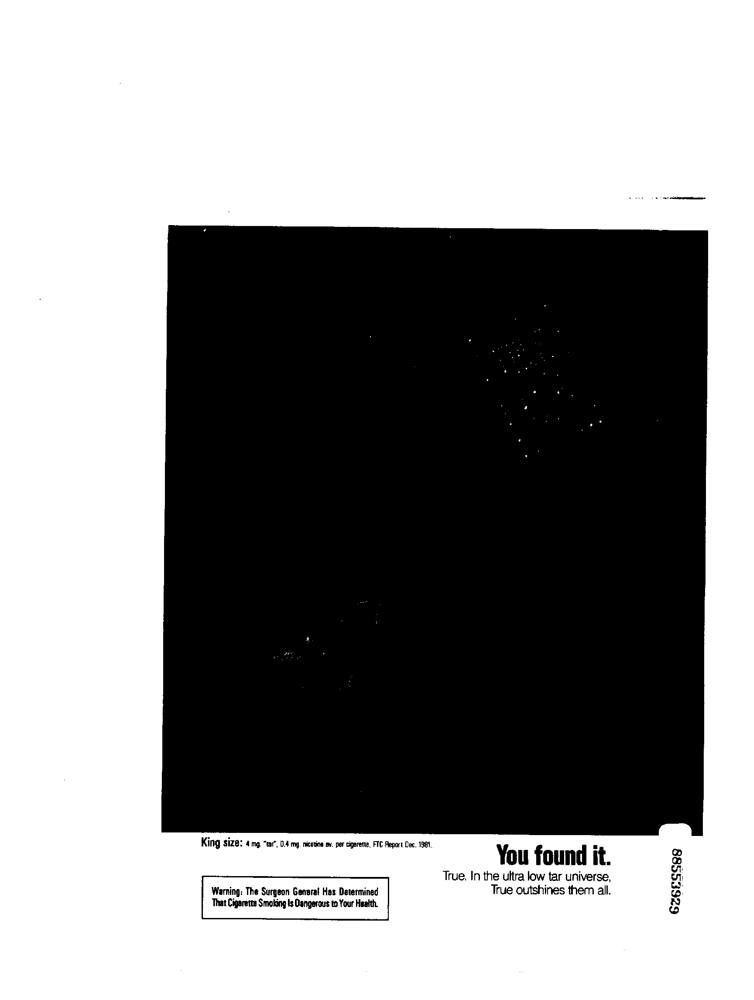 King size: 4 mg. "tar", 0.4 mg. nicotine av. per cigarette, FTC Report Dec. 1981.
You found it.
True. In the ultra low tar universe,
True outshines them all.
Warning: The Surgeon General Has Determined
That Cigarette Smoking Is Dangerous to Your Health.
88553929